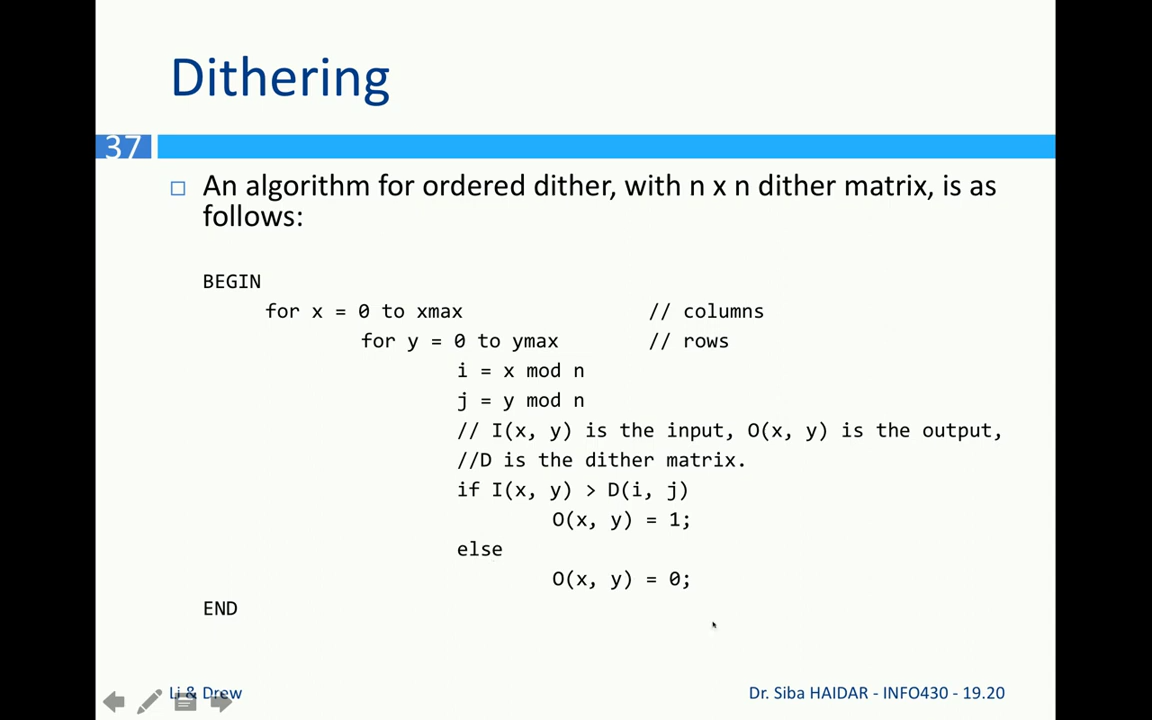 Dithering
37
An algorithm for ordered dither, with n x n dither matrix, is as
follows:
BEGIN
for x = 0 to xmax // columns
for y = 0 to ymax // rows
i = x mod n
j = y mod n
// I(x, y) is the input, O(x, y) is the output,
//D is the dither matrix.
if I(x, y) > D(i, j)
O(x, y) = 1;
else
O(x, y) = 0;
END
Li & Drew
Dr. Siba HAIDAR - INFO430 - 19.20